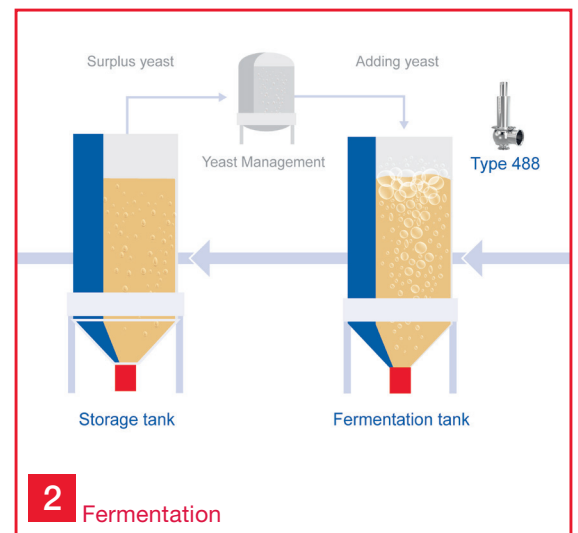 Surplus yeast
Adding yeast
Yeast Management
Type 488
Storage tank
Fermentation tank
2 Fermentation